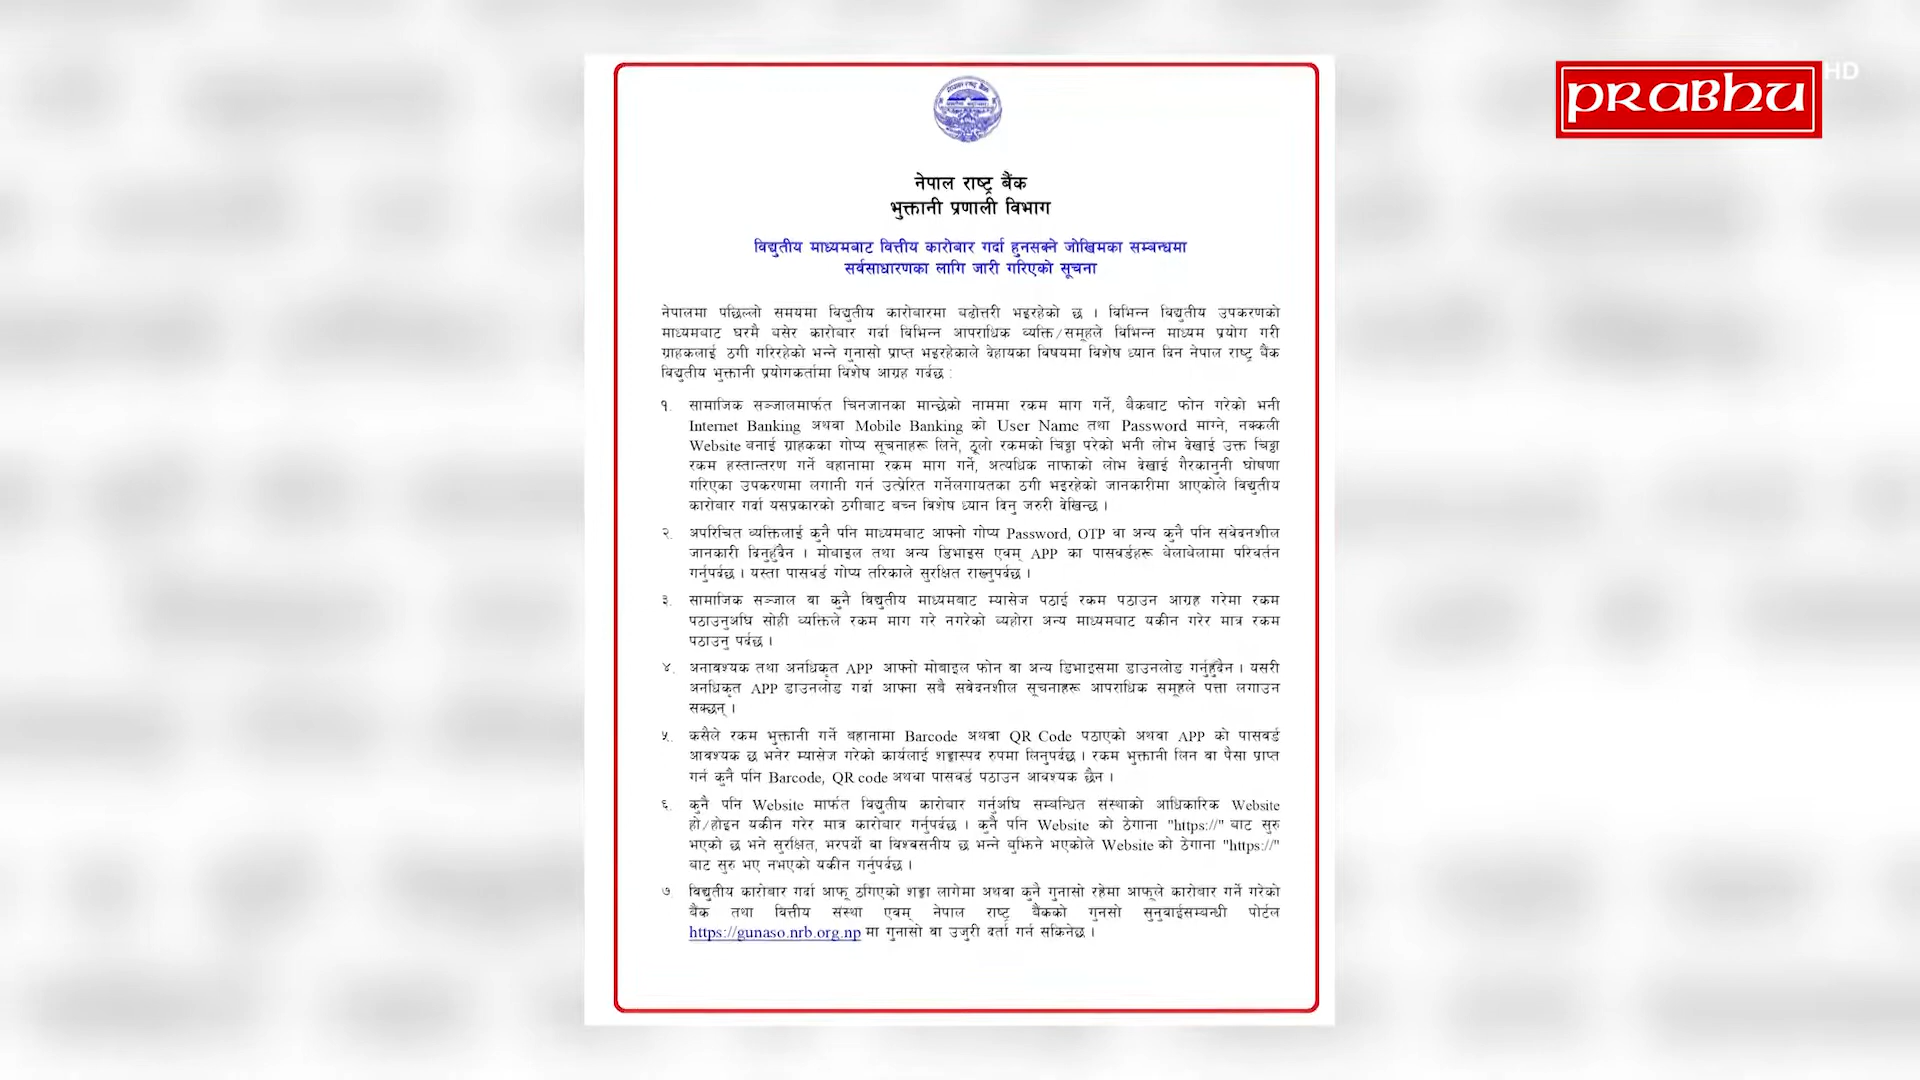 PRABHU
HD
नेपाल राष्ट्र बैंक
भुक्तानी प्रणाली विभाग
विद्युतीय माध्यमबाट वित्तीय कारोबार गर्दा हुनसक्ने जोखिमका सम्बन्धमा
सर्वसाधारणका लागि जारी गरिएको सूचना
नेपालमा पछिल्लो समयमा विद्युतीय कारोबारमा बढोत्तरी भइरहेको छ । विभिन्न विद्युतीय उपकरणको
माध्यमबाट घरमै बसेर कारोबार गर्दा विभिन्न आपराधिक व्यक्ति/समूहले विभिन्न माध्यम प्रयोग गरी
ग्राहकलाई ठगी गरिरहेको भन्ने गुनासो प्राप्त भइरहेकाले देहायका विषयमा विशेष ध्यान दिन नेपाल राष्ट्र बैंक
विद्युतीय भुक्तानी प्रयोगकर्तामा विशेष आग्रह गर्दछ :
१. सामाजिक सञ्जालमार्फत चिनजानका मान्छेको नाममा रकम माग गर्ने, बैंकबाट फोन गरेको भनी
Internet Banking अथवा Mobile Banking को User Name तथा Password माग्ने, नक्कली
Website बनाई ग्राहकका गोप्य सूचनाहरू लिने, ठूलो रकमको चिठ्ठा परेको भनी लोभ देखाई उक्त चिठ्ठा
रकम हस्तान्तरण गर्ने बहानामा रकम माग गर्ने, अत्यधिक नाफाको लोभ देखाई गैरकानुनी घोषणा
गरिएका उपकरणमा लगानी गर्न उत्प्रेरित गर्नेलगायतका ठगी भइरहेको जानकारीमा आएकोले विद्युतीय
कारोबार गर्दा यसप्रकारको ठगीबाट बच्न विशेष ध्यान दिनु जरुरी देखिन्छ ।
२. अपरिचित व्यक्तिलाई कुनै पनि माध्यमबाट आफ्नो गोप्य Password, OTP वा अन्य कुनै पनि संवेदनशील
जानकारी दिनुहुँदैन । मोबाइल तथा अन्य डिभाइस एवम् APP का पासवर्डहरू बेलाबेलामा परिवर्तन
गर्नुपर्दछ । यस्ता पासवर्ड गोप्य तरिकाले सुरक्षित राख्नुपर्दछ ।
३. सामाजिक सञ्जाल वा कुनै विद्युतीय माध्यमबाट म्यासेज पठाई रकम पठाउन आग्रह गरेमा रकम
पठाउनुअघि सोही व्यक्तिले रकम माग गरे नगरेको व्यहोरा अन्य माध्यमबाट यकीन गरेर मात्र रकम
पठाउनु पर्दछ ।
४. अनावश्यक तथा अनधिकृत APP आफ्नो मोबाइल फोन वा अन्य डिभाइसमा डाउनलोड गर्नुहुँदैन । यसरी
अनधिकृत APP डाउनलोड गर्दा आफ्ना सबै संवेदनशील सूचनाहरू आपराधिक समूहले पत्ता लगाउन
सक्छन् ।
५. कसैले रकम भुक्तानी गर्ने बहानामा Barcode अथवा QR Code पठाएको अथवा APP को पासवर्ड
आवश्यक छ भनेर म्यासेज गरेको कार्यलाई शङ्कास्पद रुपमा लिनुपर्दछ । रकम भुक्तानी लिन वा पैसा प्राप्त
गर्न कुनै पनि Barcode, QR code अथवा पासवर्ड पठाउन आवश्यक छैन ।
६. कुनै पनि Website मार्फत विद्युतीय कारोबार गर्नुअघि सम्बन्धित संस्थाको आधिकारिक Website
हो/होइन यकीन गरेर मात्र कारोबार गर्नुपर्दछ । कुनै पनि Website को ठेगाना "https://" बाट सुरु
भएको छ भने सुरक्षित, भरपर्दो वा विश्वसनीय छ भन्ने बुझिने भएकोले Website को ठेगाना "https://"
बाट सुरु भए नभएको यकीन गर्नुपर्दछ ।
७. विद्युतीय कारोबार गर्दा आफू ठगिएको शङ्का लागेमा अथवा कुनै गुनासो रहेमा आफूले कारोबार गर्ने गरेको
बैंक तथा वित्तीय संस्था एवम् नेपाल राष्ट्र बैंकको गुनसो सुनुवाईसम्बन्धी पोर्टल
https://gunaso.nrb.org.np मा गुनासो वा उजुरी दर्ता गर्न सकिनेछ ।